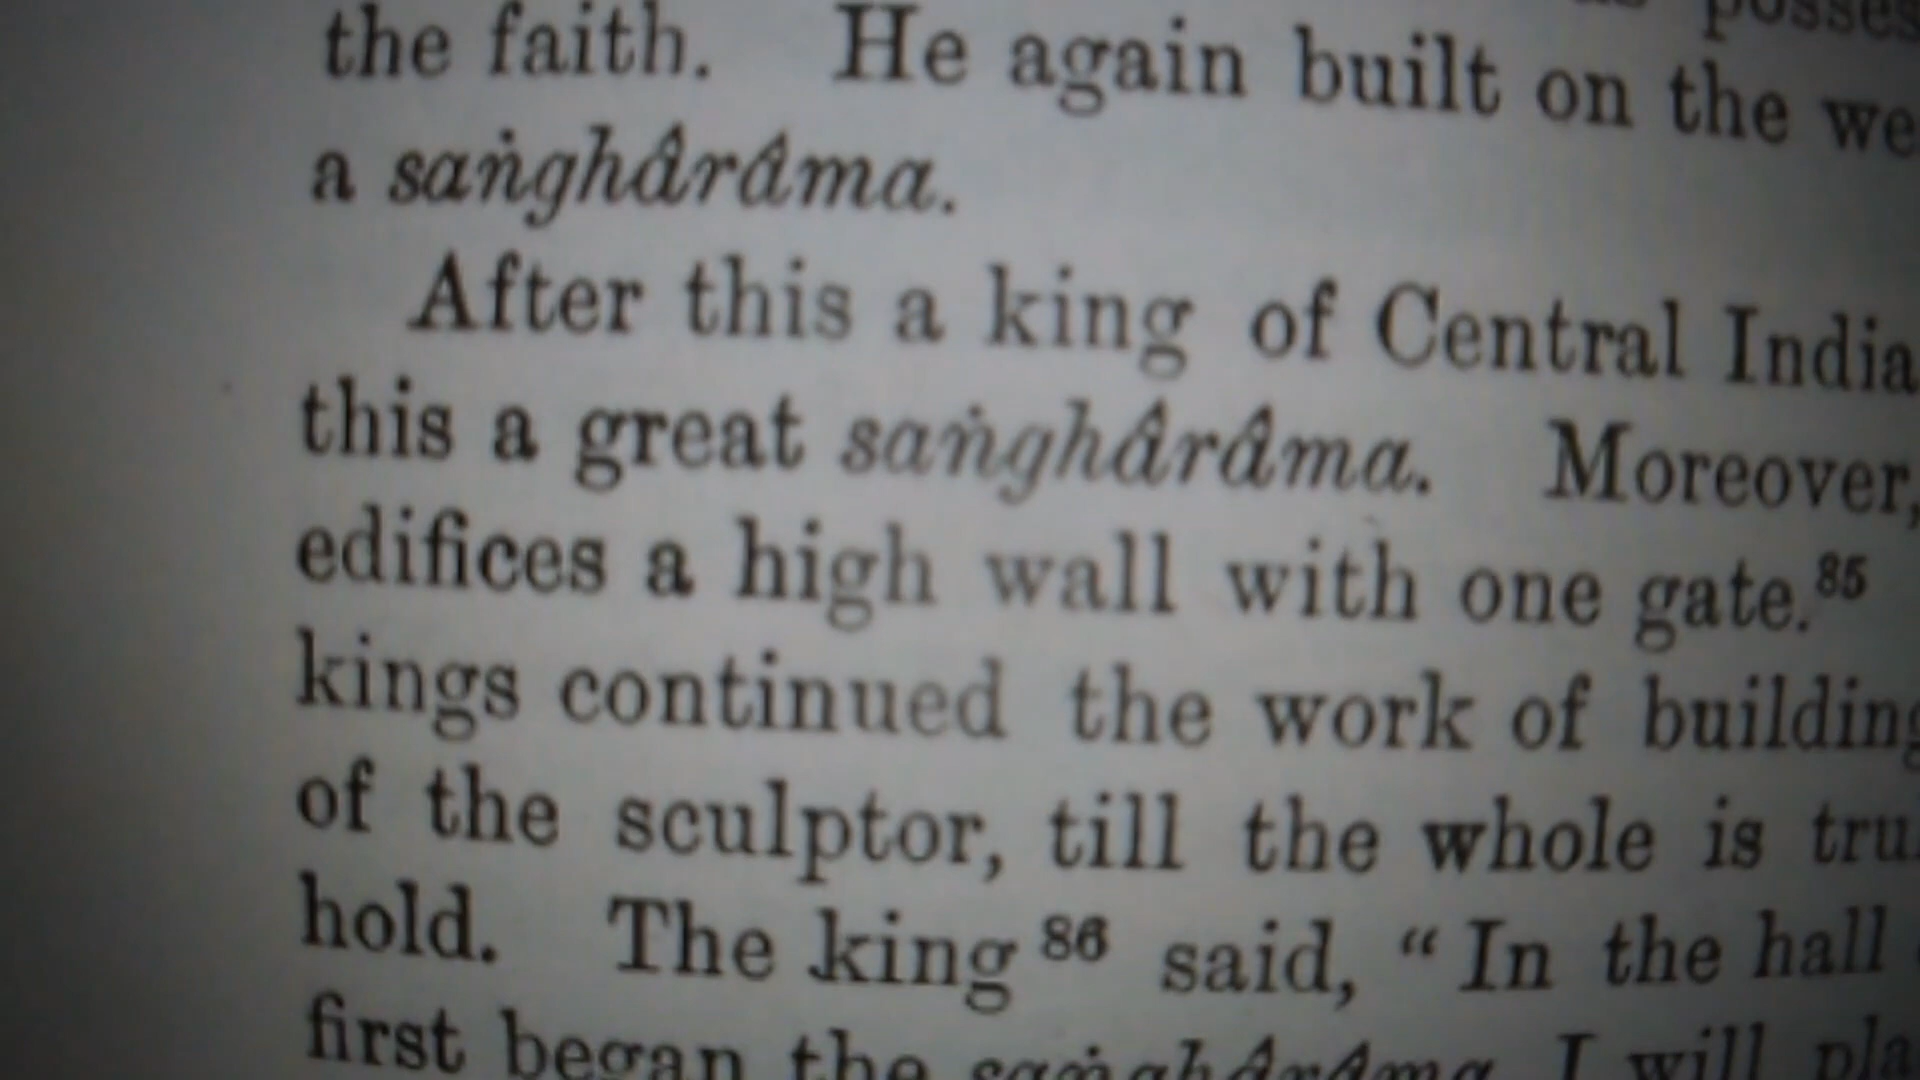 the faith. He again built on the we
a saṅghârâma.
After this a king of Central India
this a great saṅghârâma. Moreover,
edifices a high wall with one gate.⁸⁵
kings continued the work of building
of the sculptor, till the whole is tru
hold. The king ⁸⁶ said, “In the hall
first began the saṅghârâma I will pla